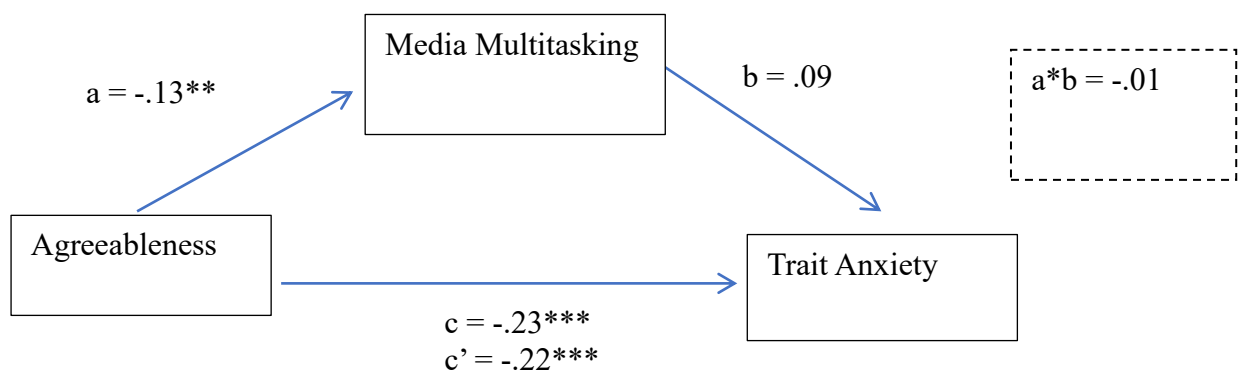 Media Multitasking
a = -.13**
b = .09
a*b = -.01
Agreeableness
Trait Anxiety
c = -.23***
c’ = -.22***